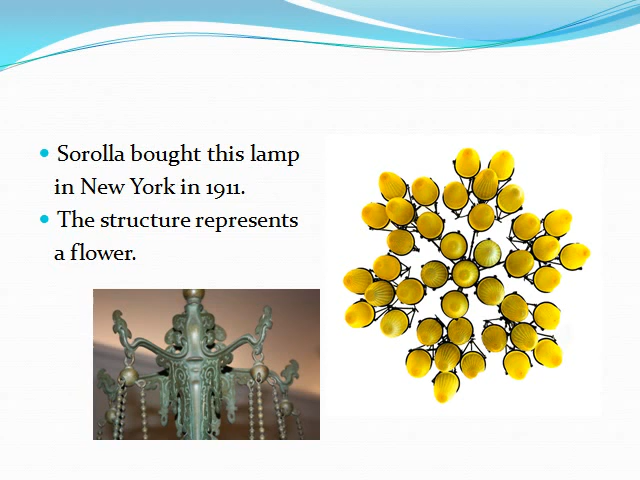 Sorolla bought this lamp
in New York in 1911.
The structure represents
a flower.